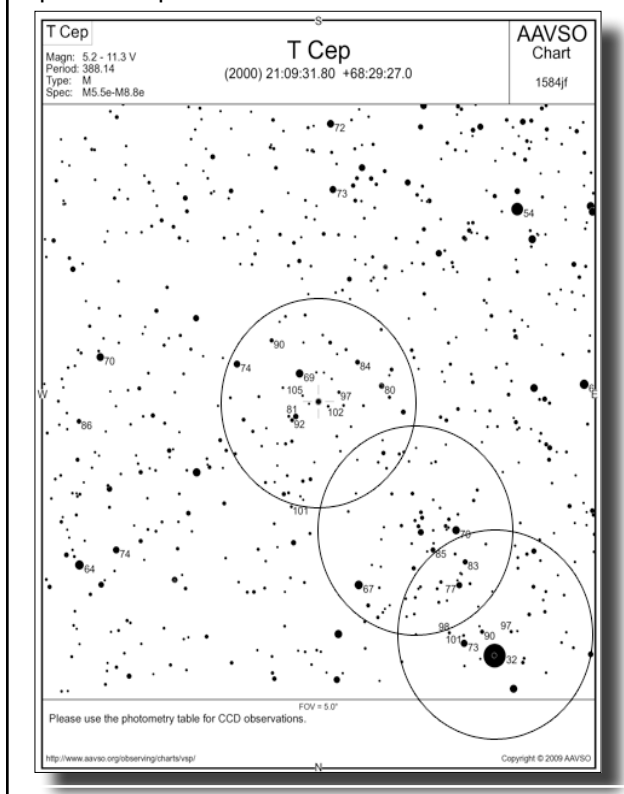 S
T Cep
Magn: 5.2 - 11.3 V
Period: 388.14
Type: M
Spec: M5.5e-M8.8e
T Cep
(2000) 21:09:31.80 +68:29:27.0
AAVSO
Chart
1584jf
72
73
54
90
74
84
70
69
105
97
80
W
E
81
102
92
86
101
70
85
74
64
83
67
77
98
97
101
90
73
32
FOV = 5.0°
Please use the photometry table for CCD observations.
http://www.aavso.org/observing/charts/vsp/
N
Copyright © 2009 AAVSO